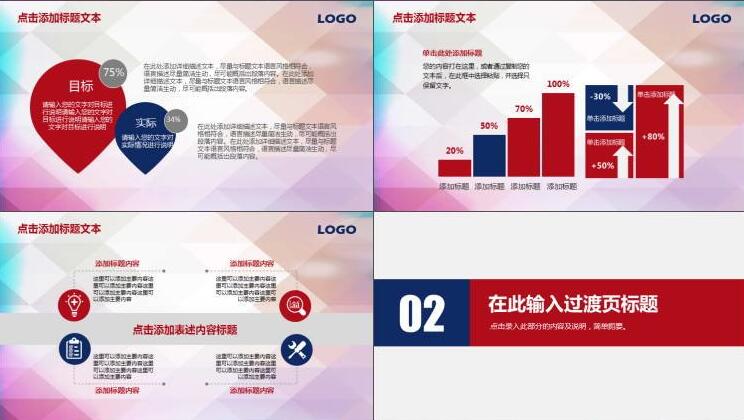 点击添加标题文本
LOGO
75%
目标
请输入您的文字对目标进
行说明请输入您的文字对
目标进行说明请输入您的
文字对目标进行说明
34%
实际
请输入您的文字对
实际情况进行说明
在此处添加详细描述文本，尽量与标题文本语言风格相符合，
语言描述尽量简洁生动，尽可能概括出段落内容。在此处添加
详细描述文本，尽量与标题文本语言风格相符合，语言描述尽
量简洁生动，尽可能概括出段落内容。
在此处添加详细描述文本，尽量与标题文本语言风格相
符合，语言描述尽量简洁生动，尽可能概括出段落内
容。在此处添加详细描述文本，尽量与标题文本语言风
格相符合，语言描述尽量简洁生动，尽可能概括出段落内容。
点击添加标题文本
LOGO
单击此处添加标题
您的内容打在这里，或者通过复制您的
文本后，在此框中选择粘贴，并选择只
保留文字。
20%
50%
70%
100%
添加标题
添加标题
添加标题
添加标题
-30%
单击添加标题
单击添加标题
+50%
单击添加标题
+80%
点击添加标题文本
LOGO
添加标题内容
这里可以添加主要内容这
里可以添加主要内容这里
可以添加主要内容这里可
以添加主要内容
添加标题内容
这里可以添加主要内容这
里可以添加主要内容这里
可以添加主要内容这里可
以添加主要内容
点击添加表述内容标题
这里可以添加主要内容这
里可以添加主要内容这里
可以添加主要内容这里可
以添加主要内容
添加标题内容
这里可以添加主要内容这
里可以添加主要内容这里
可以添加主要内容这里可
以添加主要内容
添加标题内容
02
在此输入过渡页标题
点击录入此部分的内容及说明，简单扼要。